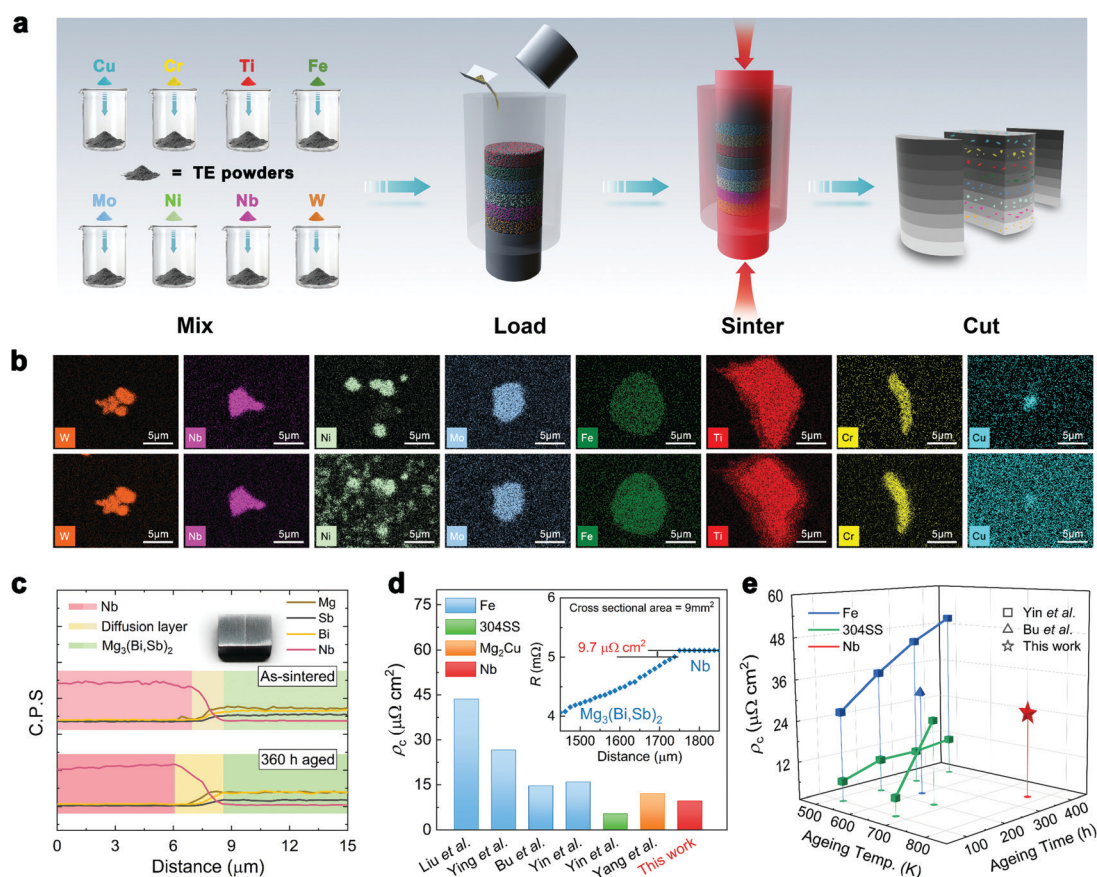 a
Cu Cr Ti Fe
= TE powders
Mo Ni Nb W
Mix Load Sinter Cut
b
W 5μm Nb 5μm Ni 5μm Mo 5μm Fe 5μm Ti 5μm Cr 5μm Cu 5μm
W 5μm Nb 5μm Ni 5μm Mo 5μm Fe 5μm Ti 5μm Cr 5μm Cu 5μm
c
Nb
Diffusion layer
Mg₃(Bi,Sb)₂
Mg
Sb
Bi
Nb
As-sintered
360 h aged
C.P.S
0 3 6 9 12 15
Distance (μm)
d
ρc (μΩ cm²)
75
60
45
30
15
0
Fe
304SS
Mg₂Cu
Nb
Liu et al. Ying et al. Bu et al. Yin et al. Yin et al. Yang et al. This work
Cross sectional area = 9mm²
R (mΩ)
6
5
4
9.7 μΩ cm²
Nb
Mg₃(Bi,Sb)₂
1500 1600 1700 1800
Distance (μm)
e
ρc (μΩ cm²)
60
48
36
24
12
Fe
304SS
Nb
Yin et al.
Bu et al.
This work
500 600 700 800
Ageing Temp. (K)
100 200 300 400
Ageing Time (h)